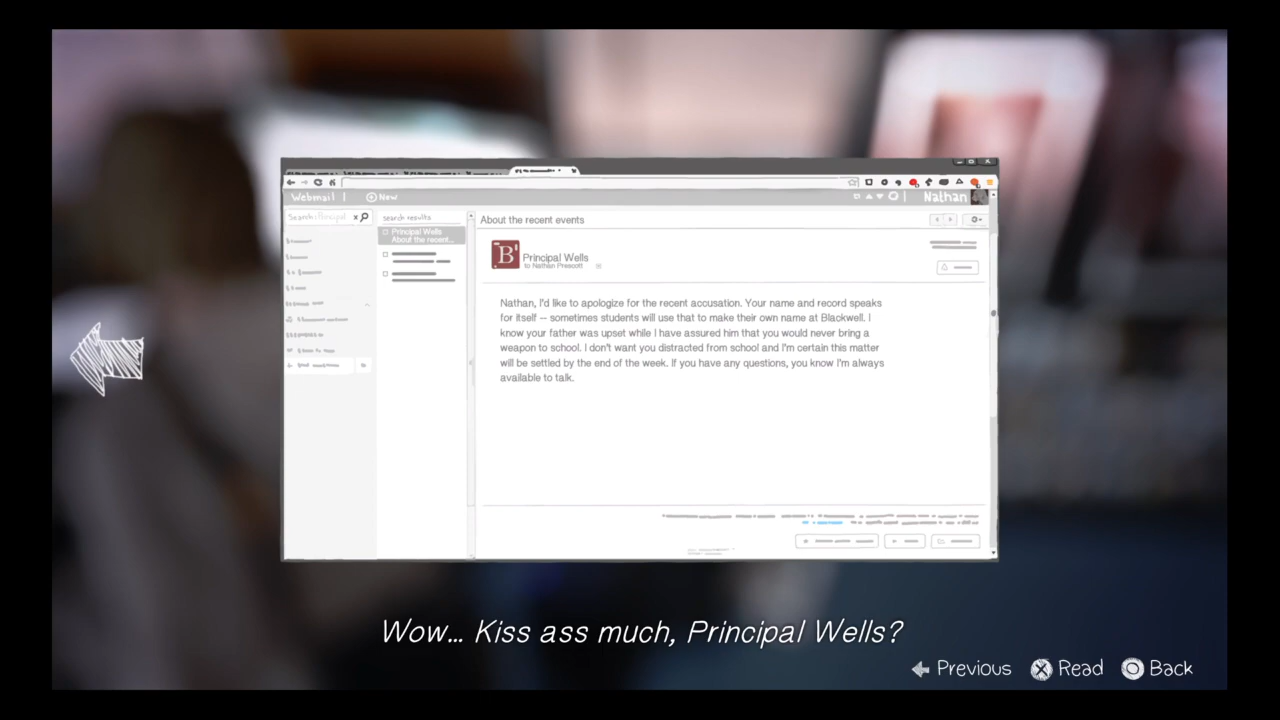 Webmail | New
Nathan
Search: Principal x
search results
Principal Wells
About the recent...
About the recent events
B
Principal Wells
to Nathan Prescott
Nathan, I'd like to apologize for the recent accusation. Your name and record speaks
for itself -- sometimes students will use that to make their own name at Blackwell. I
know your father was upset while I have assured him that you would never bring a
weapon to school. I don't want you distracted from school and I'm certain this matter
will be settled by the end of the week. If you have any questions, you know I'm always
available to talk.
Wow... Kiss ass much, Principal Wells?
Previous Read Back